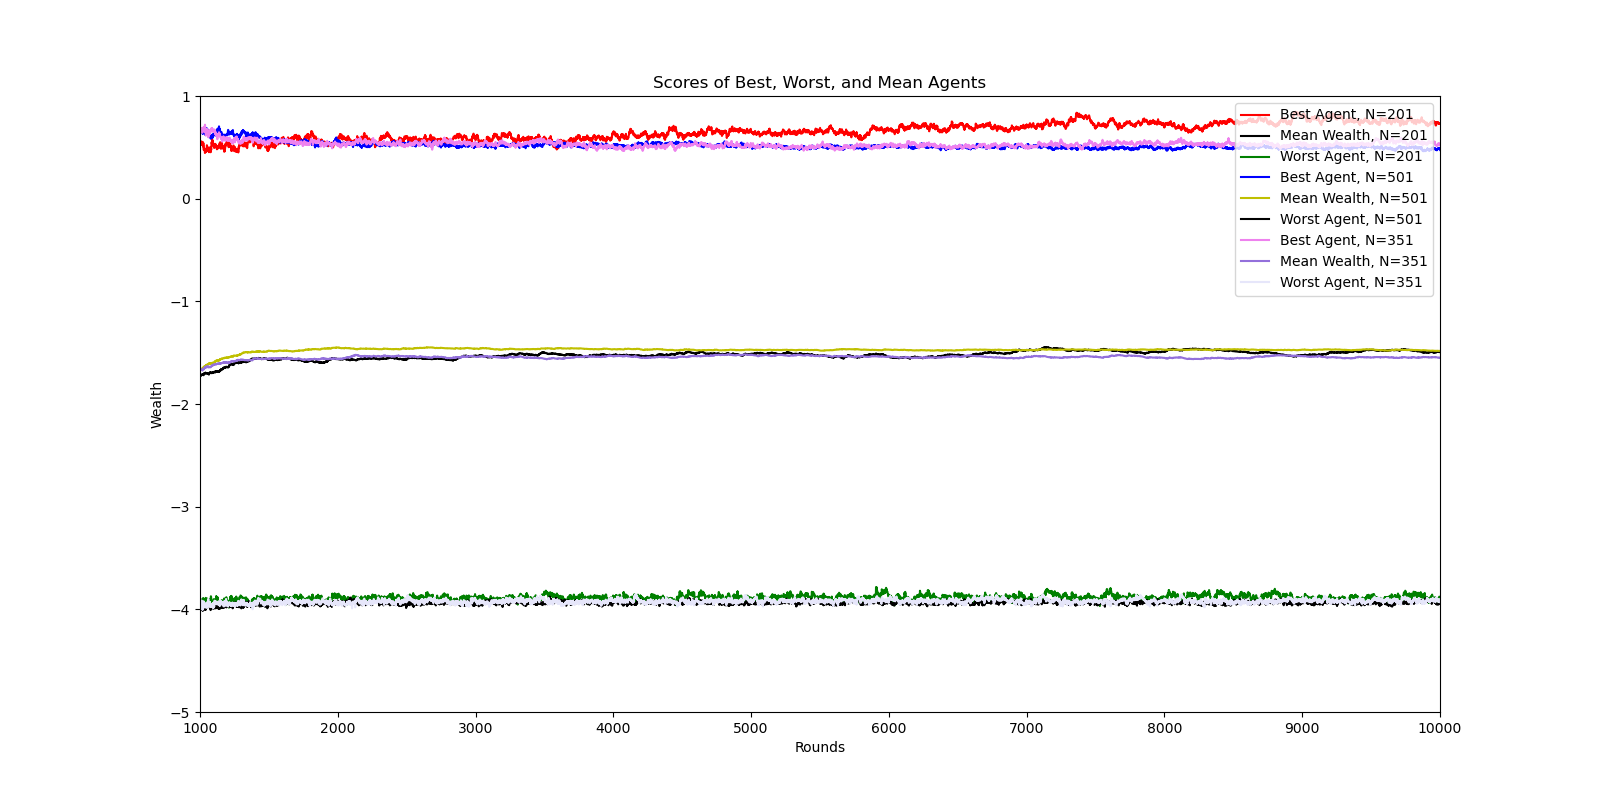 Scores of Best, Worst, and Mean Agents
1
0
−1
−2
−3
−4
−5
Wealth
Best Agent, N=201
Mean Wealth, N=201
Worst Agent, N=201
Best Agent, N=501
Mean Wealth, N=501
Worst Agent, N=501
Best Agent, N=351
Mean Wealth, N=351
Worst Agent, N=351
1000 2000 3000 4000 5000 6000 7000 8000 9000 10000
Rounds